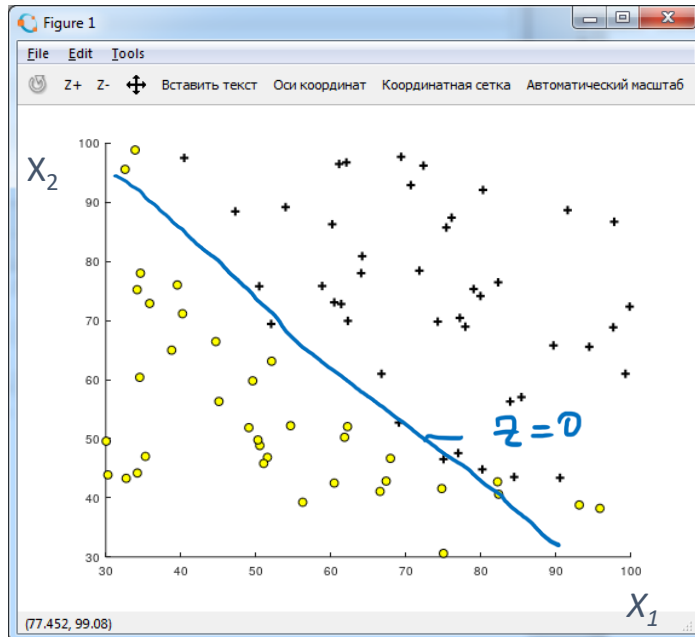 Figure 1
File Edit Tools
Z+ Z- Вставить текст Оси координат Координатная сетка Автоматический масштаб
X2
100
90
80
70
60
50
40
30
z=0
30 40 50 60 70 80 90 100
X1
(77.452, 99.08)